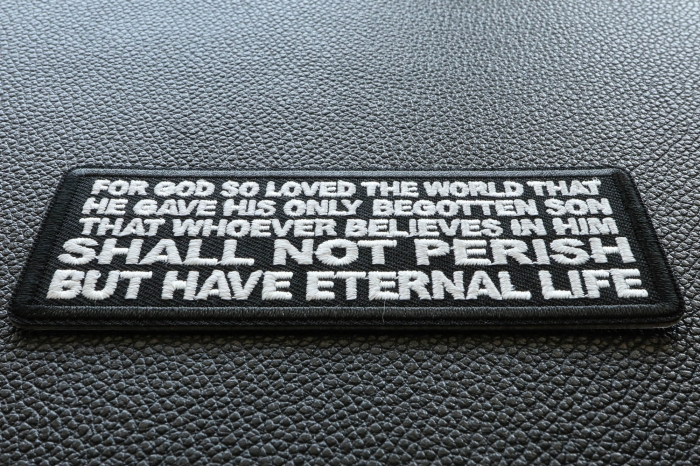 FOR GOD SO LOVED THE WORLD THAT
HE GAVE HIS ONLY BEGOTTEN SON
THAT WHOEVER BELIEVES IN HIM
SHALL NOT PERISH
BUT HAVE ETERNAL LIFE